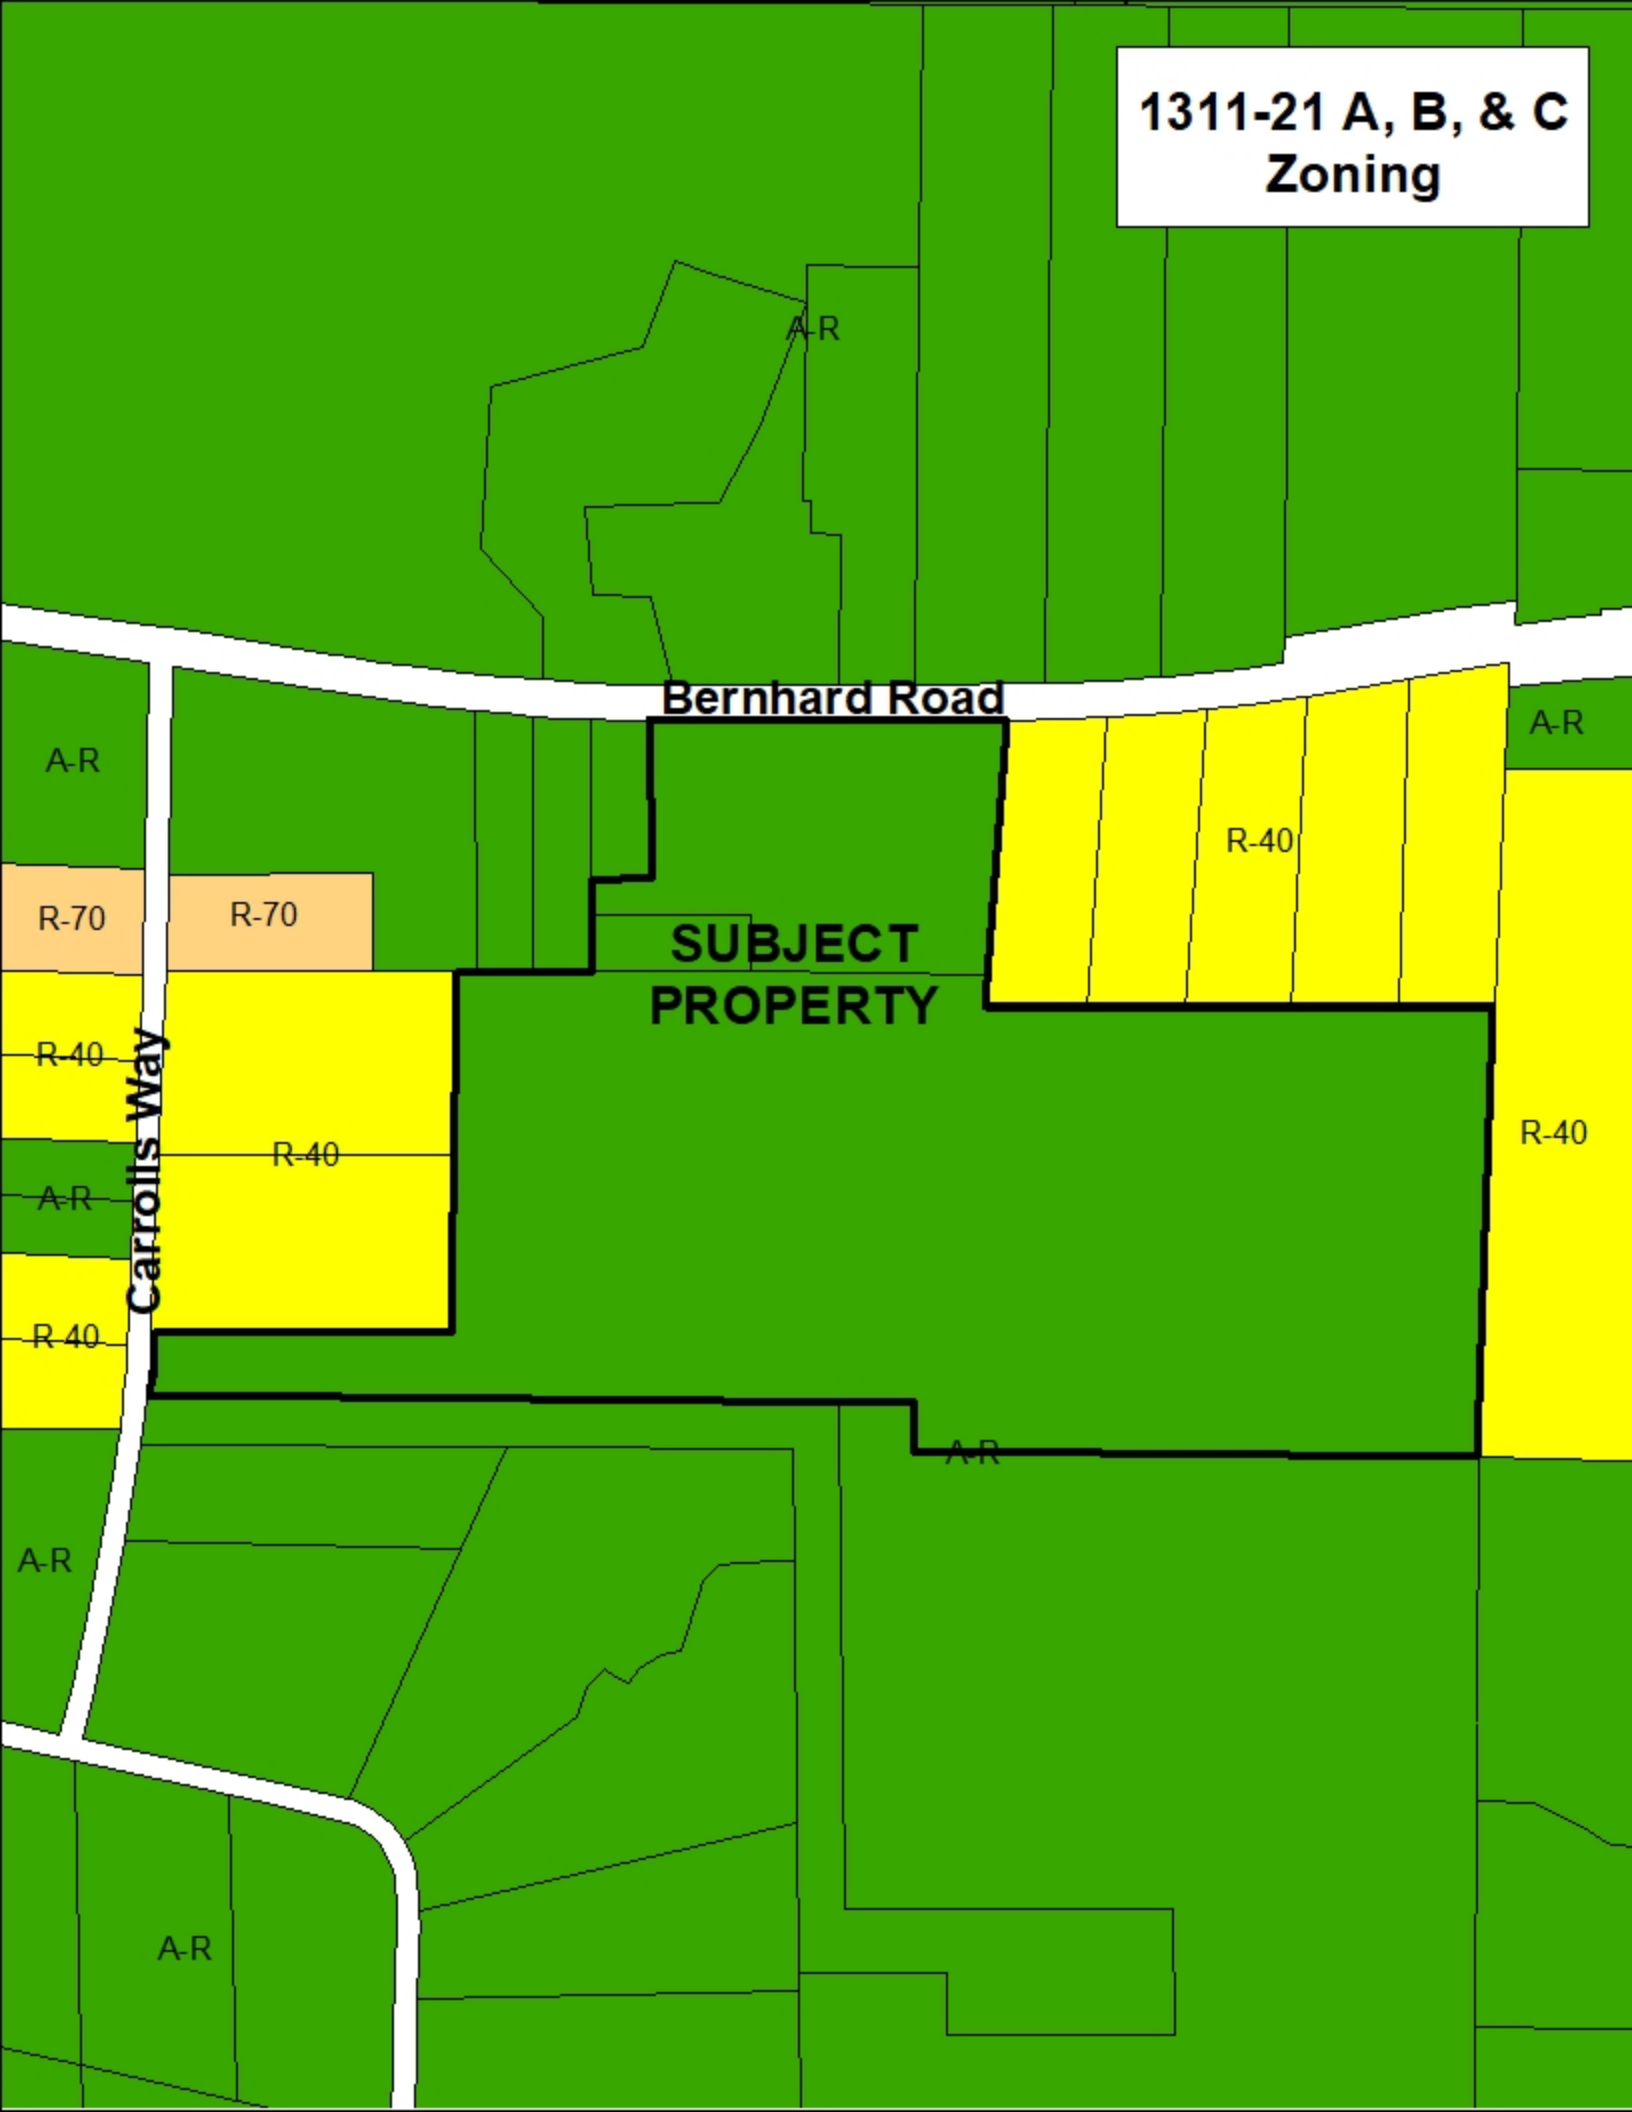 1311-21 A, B, & C
Zoning
A-R
Bernhard Road
A-R
A-R
R-40
R-70
R-70
SUBJECT
PROPERTY
R-40
Carrolls Way
R-40
R-40
A-R
R-40
A-R
A-R
A-R